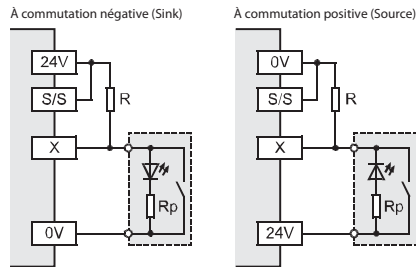 À commutation négative (Sink)
24V
S/S
R
X
Rp
0V
À commutation positive (Source)
0V
S/S
R
X
Rp
24V